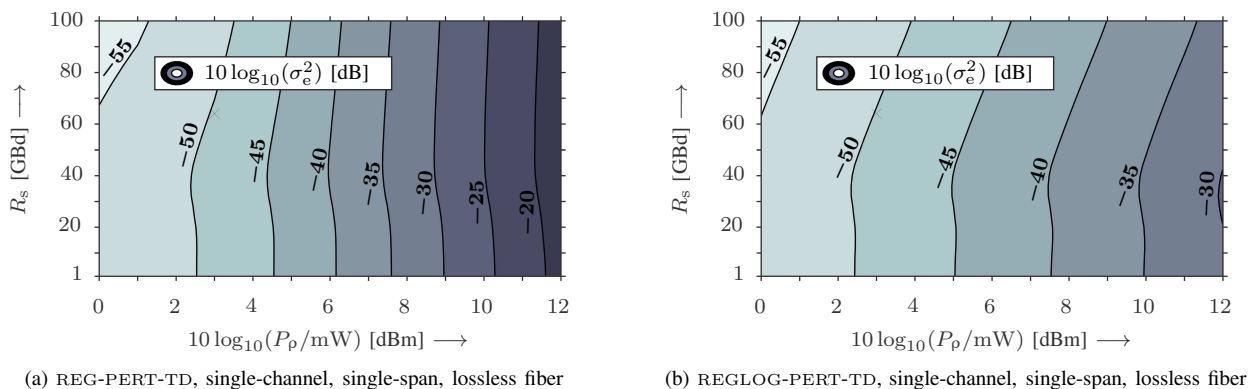 100
80
60
40
20
1
R_s [GBd] ⟶
−55
−50
−45
−40
−35
−30
−25
−20
10 log₁₀(σ_e²) [dB]
0 2 4 6 8 10 12
10 log₁₀(P_ρ/mW) [dBm] ⟶
(a) REG-PERT-TD, single-channel, single-span, lossless fiber
100
80
60
40
20
1
R_s [GBd] ⟶
−55
−50
−45
−40
−35
−30
10 log₁₀(σ_e²) [dB]
0 2 4 6 8 10 12
10 log₁₀(P_ρ/mW) [dBm] ⟶
(b) REGLOG-PERT-TD, single-channel, single-span, lossless fiber